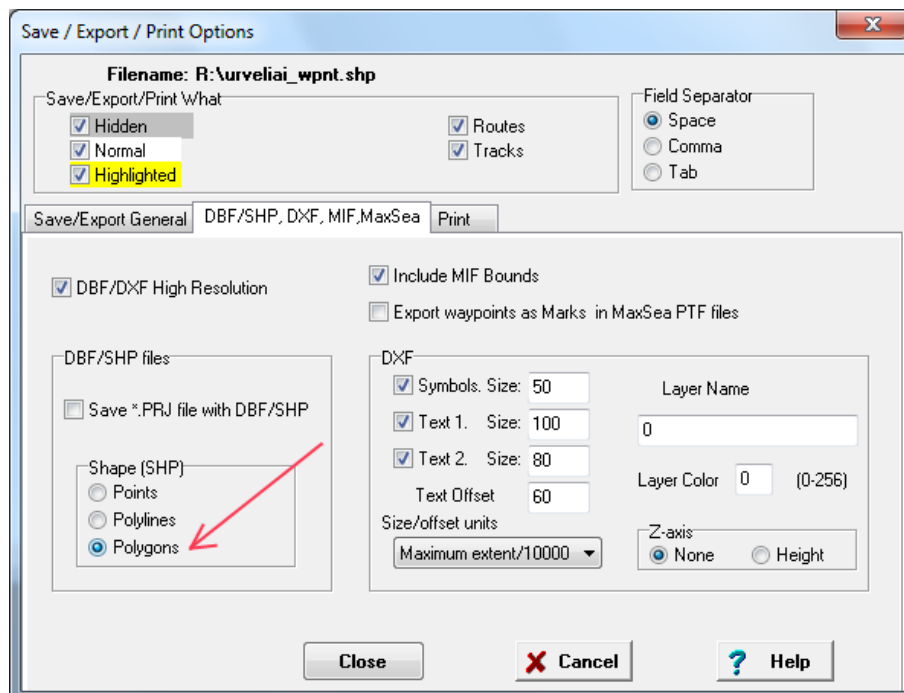 Save / Export / Print Options
Filename: R:\urveliai_wpnt.shp
Save/Export/Print What
Hidden
Normal
Highlighted
Routes
Tracks
Field Separator
Space
Comma
Tab
Save/Export General
DBF/SHP, DXF, MIF,MaxSea
Print
DBF/DXF High Resolution
Include MIF Bounds
Export waypoints as Marks in MaxSea PTF files
DBF/SHP files
Save *.PRJ file with DBF/SHP
Shape (SHP)
Points
Polylines
Polygons
DXF
Symbols. Size: 50
Text 1. Size: 100
Text 2. Size: 80
Text Offset 60
Size/offset units
Maximum extent/10000
Layer Name
0
Layer Color 0 (0-256)
Z-axis
None
Height
Close
Cancel
? Help